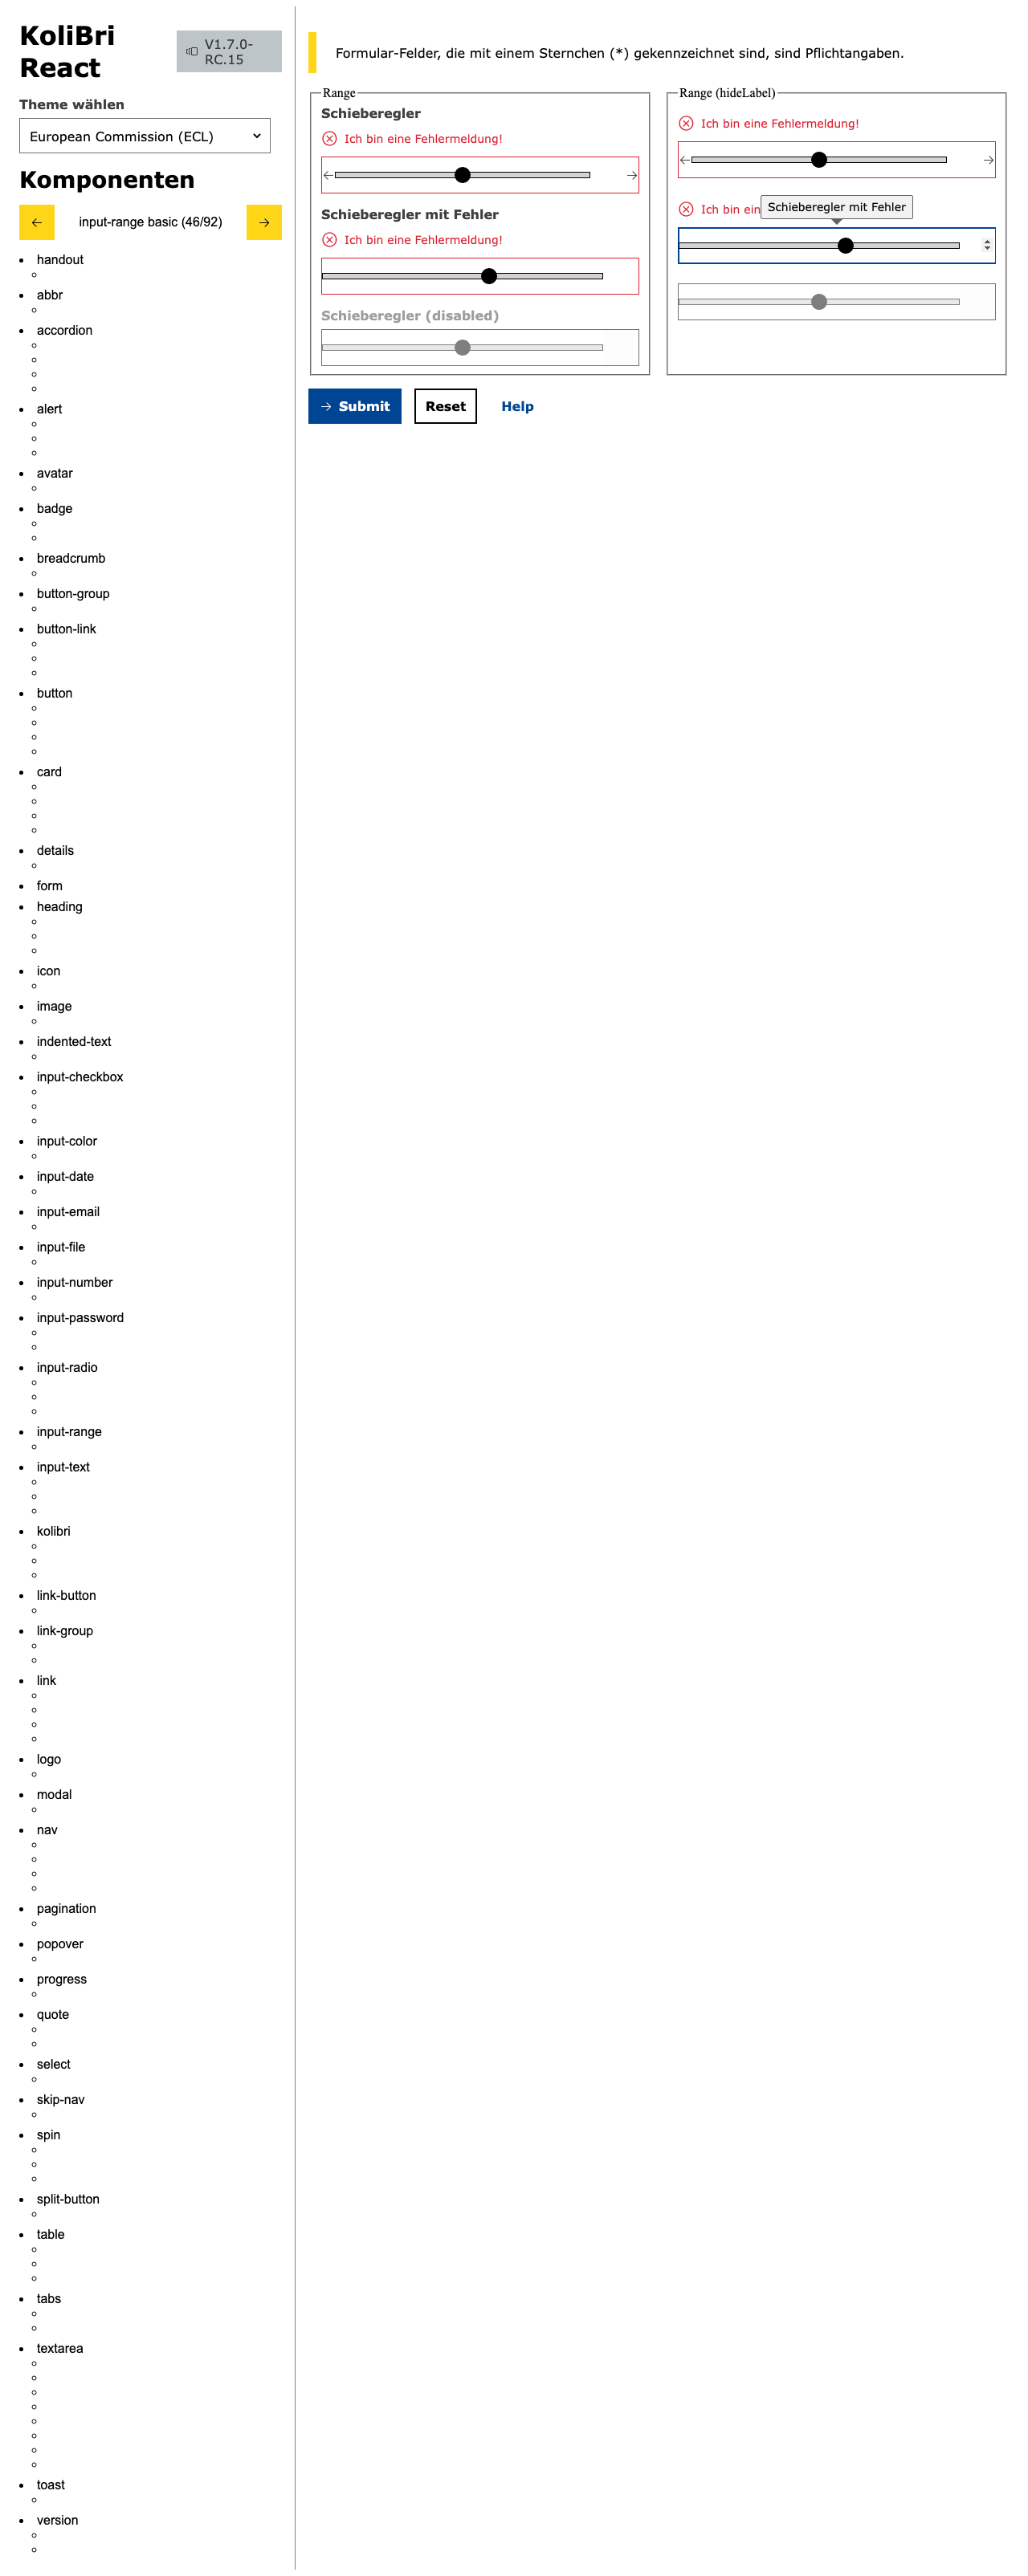 KoliBri
React
V1.7.0-
RC.15
Theme wählen
European Commission (ECL)
Komponenten
input-range basic (46/92)
handout
abbr
accordion
alert
avatar
badge
breadcrumb
button-group
button-link
button
card
details
form
heading
icon
image
indented-text
input-checkbox
input-color
input-date
input-email
input-file
input-number
input-password
input-radio
input-range
input-text
kolibri
link-button
link-group
link
logo
modal
nav
pagination
popover
progress
quote
select
skip-nav
spin
split-button
table
tabs
textarea
toast
version
Formular-Felder, die mit einem Sternchen (*) gekennzeichnet sind, sind Pflichtangaben.
Range
Schieberegler
Ich bin eine Fehlermeldung!
Schieberegler mit Fehler
Ich bin eine Fehlermeldung!
Schieberegler (disabled)
Range (hideLabel)
Ich bin eine Fehlermeldung!
Ich bin ein
Schieberegler mit Fehler
Submit
Reset
Help